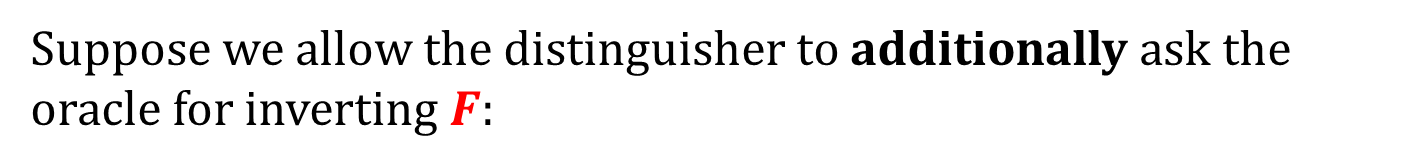 Suppose we allow the distinguisher to additionally ask the
oracle for inverting F: